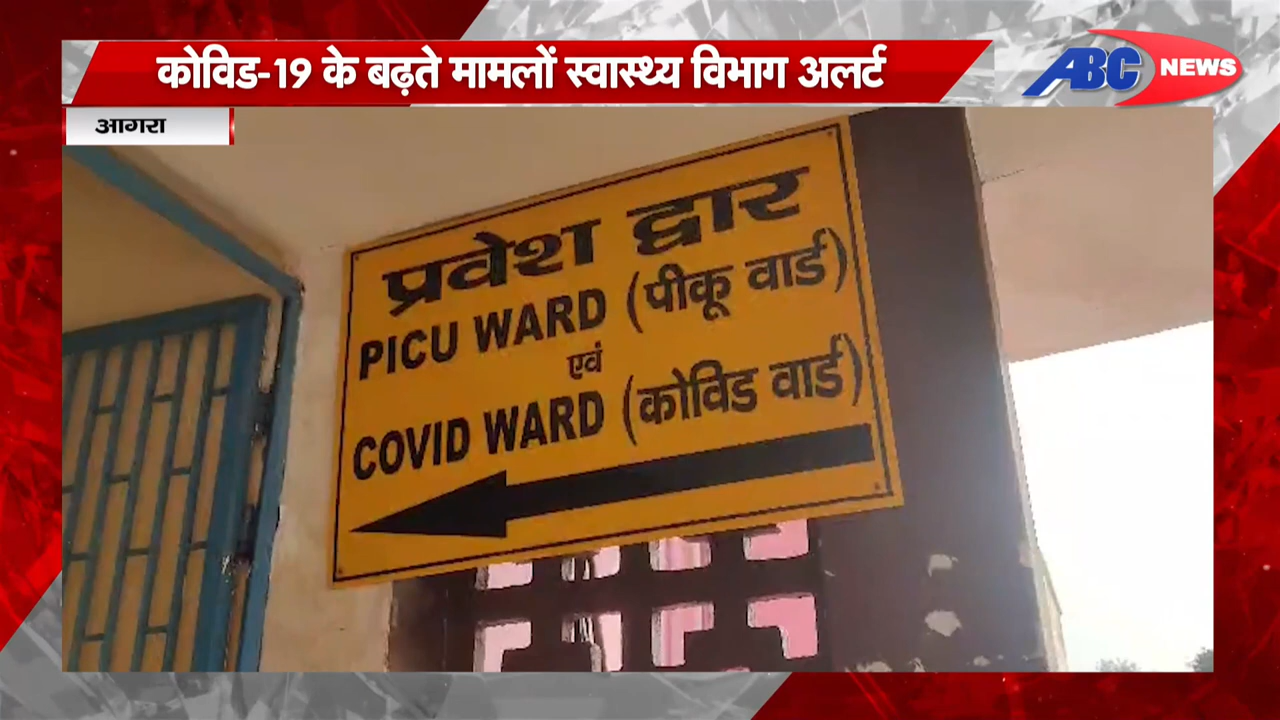 कोविड-19 के बढ़ते मामलों स्वास्थ्य विभाग अलर्ट
ABC NEWS
आगरा
प्रवेश द्वार
PICU WARD (पीकू वार्ड)
एवं
COVID WARD (कोविड वार्ड)